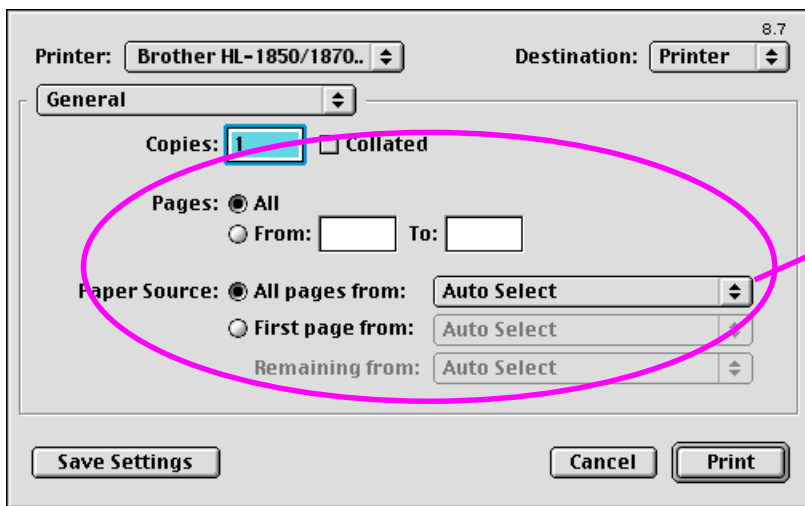 8.7
Printer: Brother HL-1850/1870.. Destination: Printer
General
Copies: 1 Collated
Pages: All
From: To:
Paper Source: All pages from: Auto Select
First page from: Auto Select
Remaining from: Auto Select
Save Settings Cancel Print